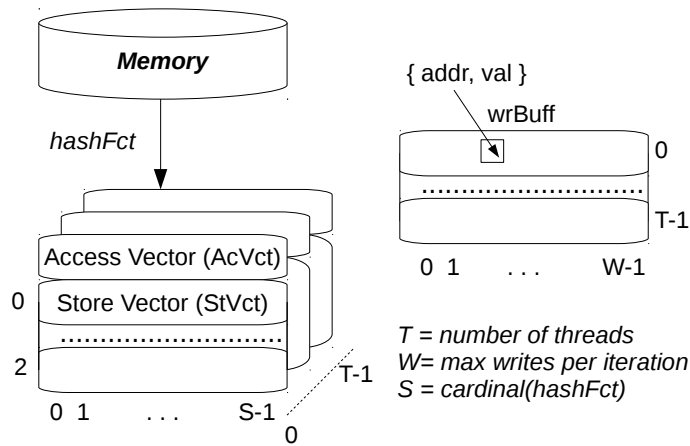 Memory
hashFct
Access Vector (AcVct)
Store Vector (StVct)
0
2
0 1 . . . S-1
0
T-1
{ addr, val }
wrBuff
0
T-1
0 1 . . . W-1
T = number of threads
W= max writes per iteration
S = cardinal(hashFct)